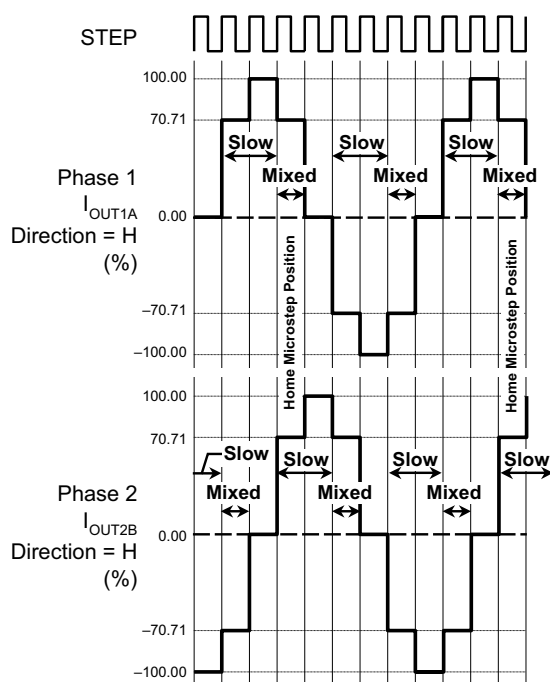 STEP
100.00
70.71
Slow
Slow
Slow
Mixed
Mixed
Mixed
Phase 1
IOUT1A
Direction = H
(%)
0.00
–70.71
–100.00
Home Microstep Position
Home Microstep Position
100.00
70.71
Slow
Slow
Slow
Slow
Mixed
Mixed
Mixed
Phase 2
IOUT2B
Direction = H
(%)
0.00
–70.71
–100.00